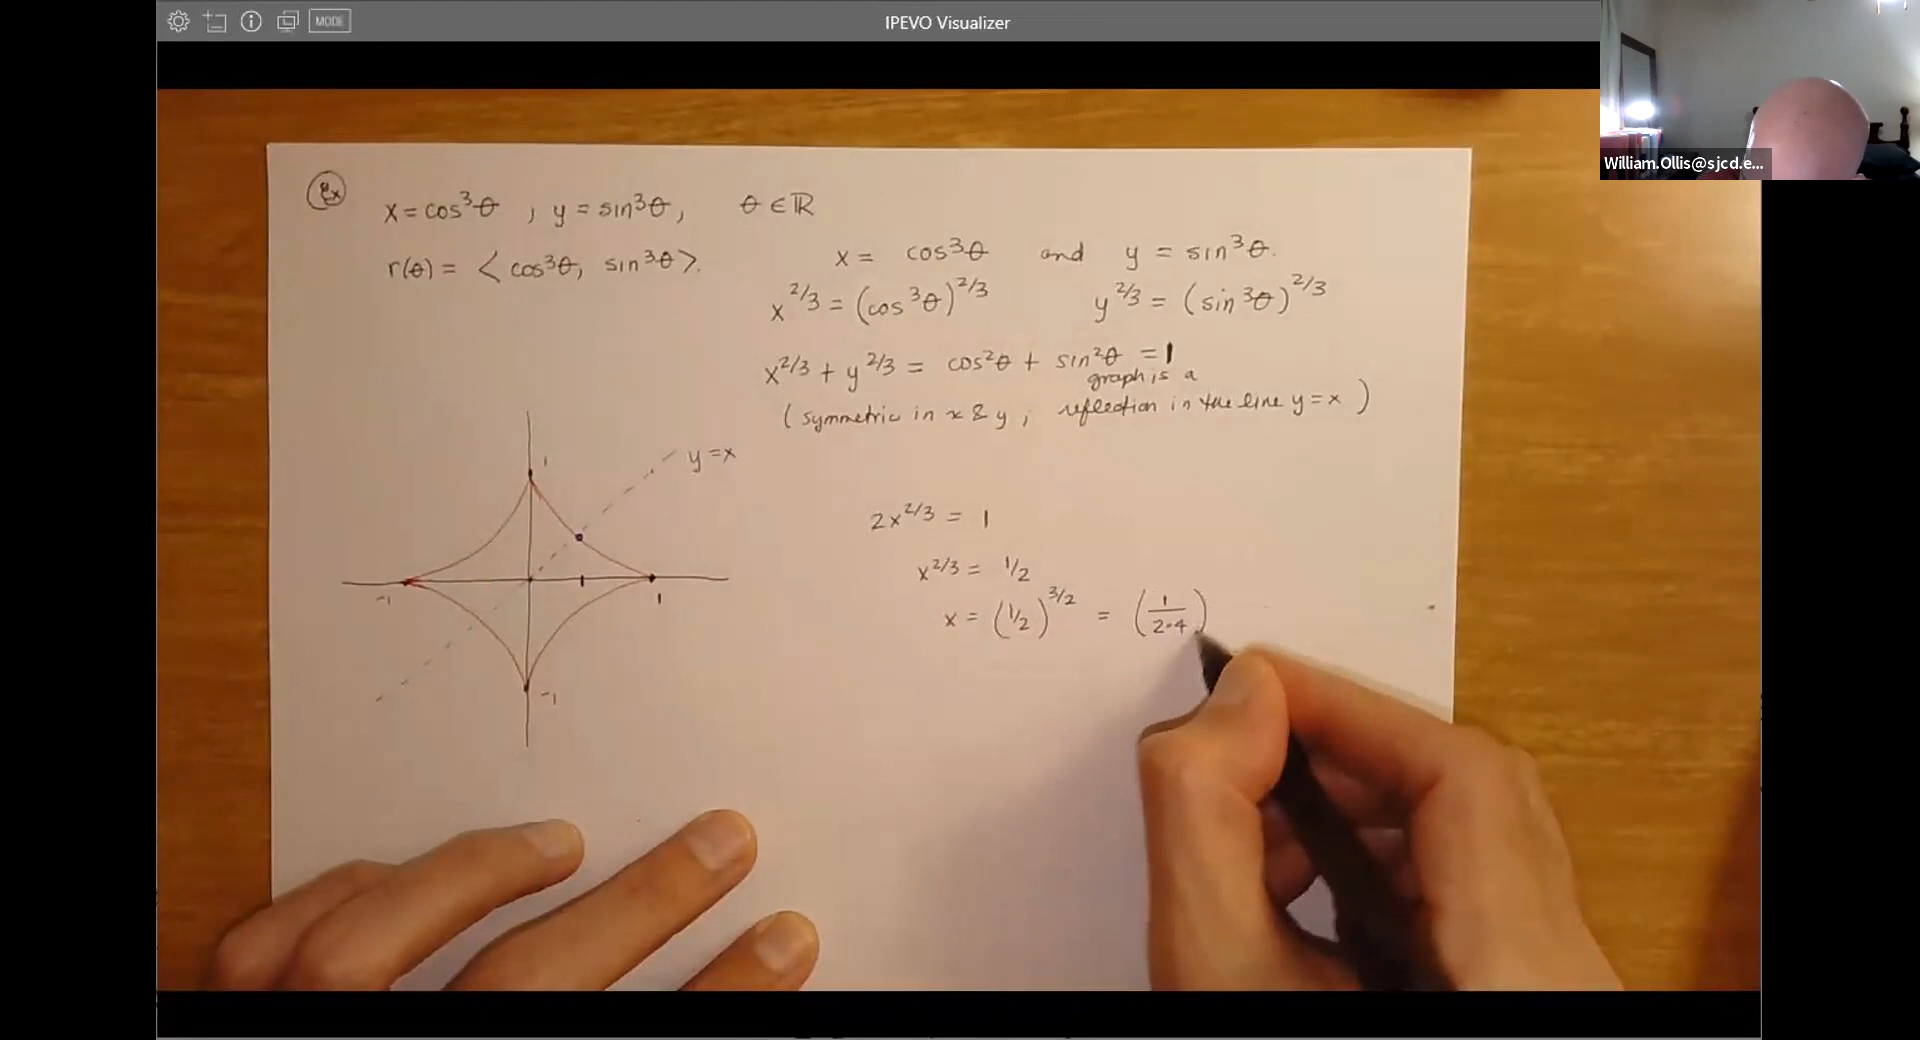 MODE
IPEVO Visualizer
William.Ollis@sjcd.e...
Ex
x = cos³θ , y = sin³θ, θ ∈ ℝ
r(θ) = < cos³θ, sin³θ >.
x = cos³θ and y = sin³θ.
x^2/3 = (cos³θ)^2/3 y^2/3 = (sin³θ)^2/3
x^2/3 + y^2/3 = cos²θ + sin²θ = 1
graph is a
(symmetric in x & y ; reflection in the line y = x )
1
y = x
-1
1
-1
2x^2/3 = 1
x^2/3 = 1/2
x = (1/2)^3/2 = (1/2·4)